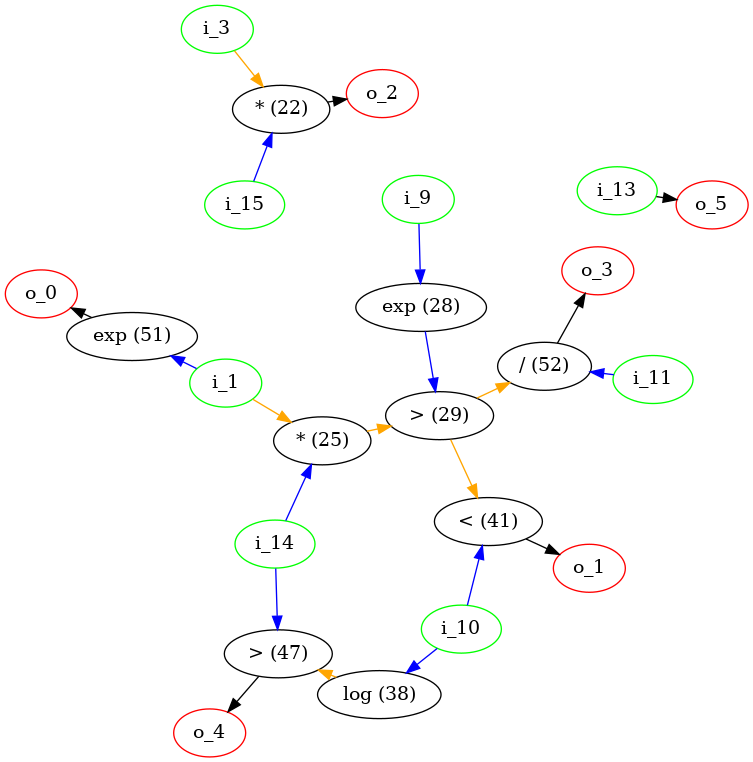 i_3
* (22)
o_2
i_15
i_9
i_13
o_5
o_0
exp (51)
exp (28)
o_3
i_1
/ (52)
i_11
* (25)
> (29)
i_14
< (41)
o_1
i_10
> (47)
log (38)
o_4